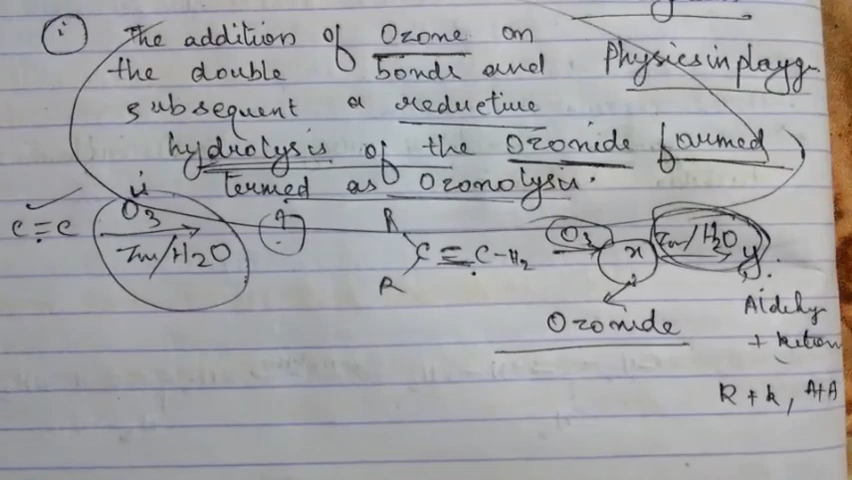 i The addition of Ozone on
the double bonds and
Physicsinplayg
subsequent a reductive
hydrolysis of the Ozonide formed
is termed as Ozonolysis.
C=C O3 Zn/H2O ?
R R C=C-H2 O3 x Zn/H2O y.
Ozonide
Aldehy
+ keton
K + K, A+A